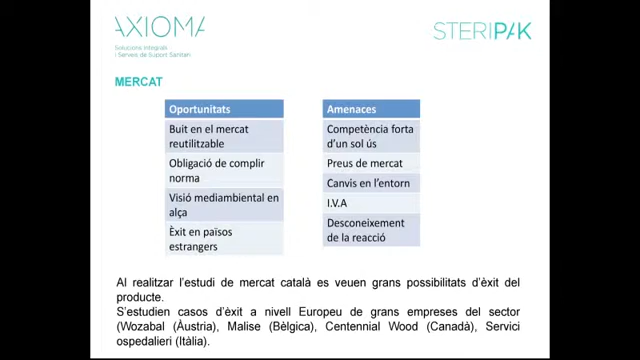 AXIOMA
Solucions Integrals
i Serveis de Suport Sanitari
STERIPAK
MERCAT
Oportunitats
Buit en el mercat
reutilitzable
Obligació de complir
norma
Visió mediambiental en
alça
Èxit en països
estrangers
Amenaces
Competència forta
d'un sol ús
Preus de mercat
Canvis en l'entorn
I.V.A
Desconeixement
de la reacció
Al realitzar l'estudi de mercat català es veuen grans possibilitats d'èxit del
producte.
S'estudien casos d'èxit a nivell Europeu de grans empreses del sector
(Wozabal (Àustria), Malise (Bèlgica), Centennial Wood (Canadà), Servici
ospedalieri (Itàlia).